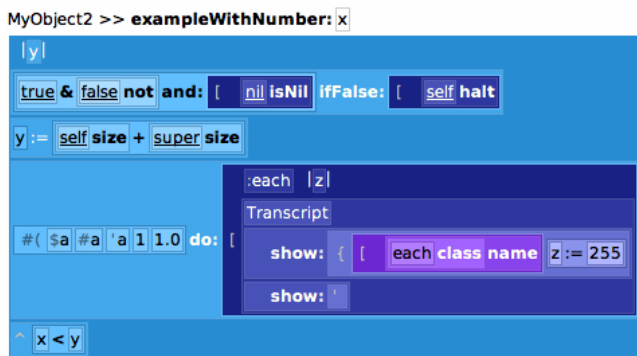 MyObject2 >> exampleWithNumber: x
|y|
true & false not and: [ nil isNil ifFalse: [ self halt
y := self size + super size
:each |z|
Transcript
#( $a #a 'a 1 1.0 do: [
show: { [ each class name z := 255
show: '
^ x < y